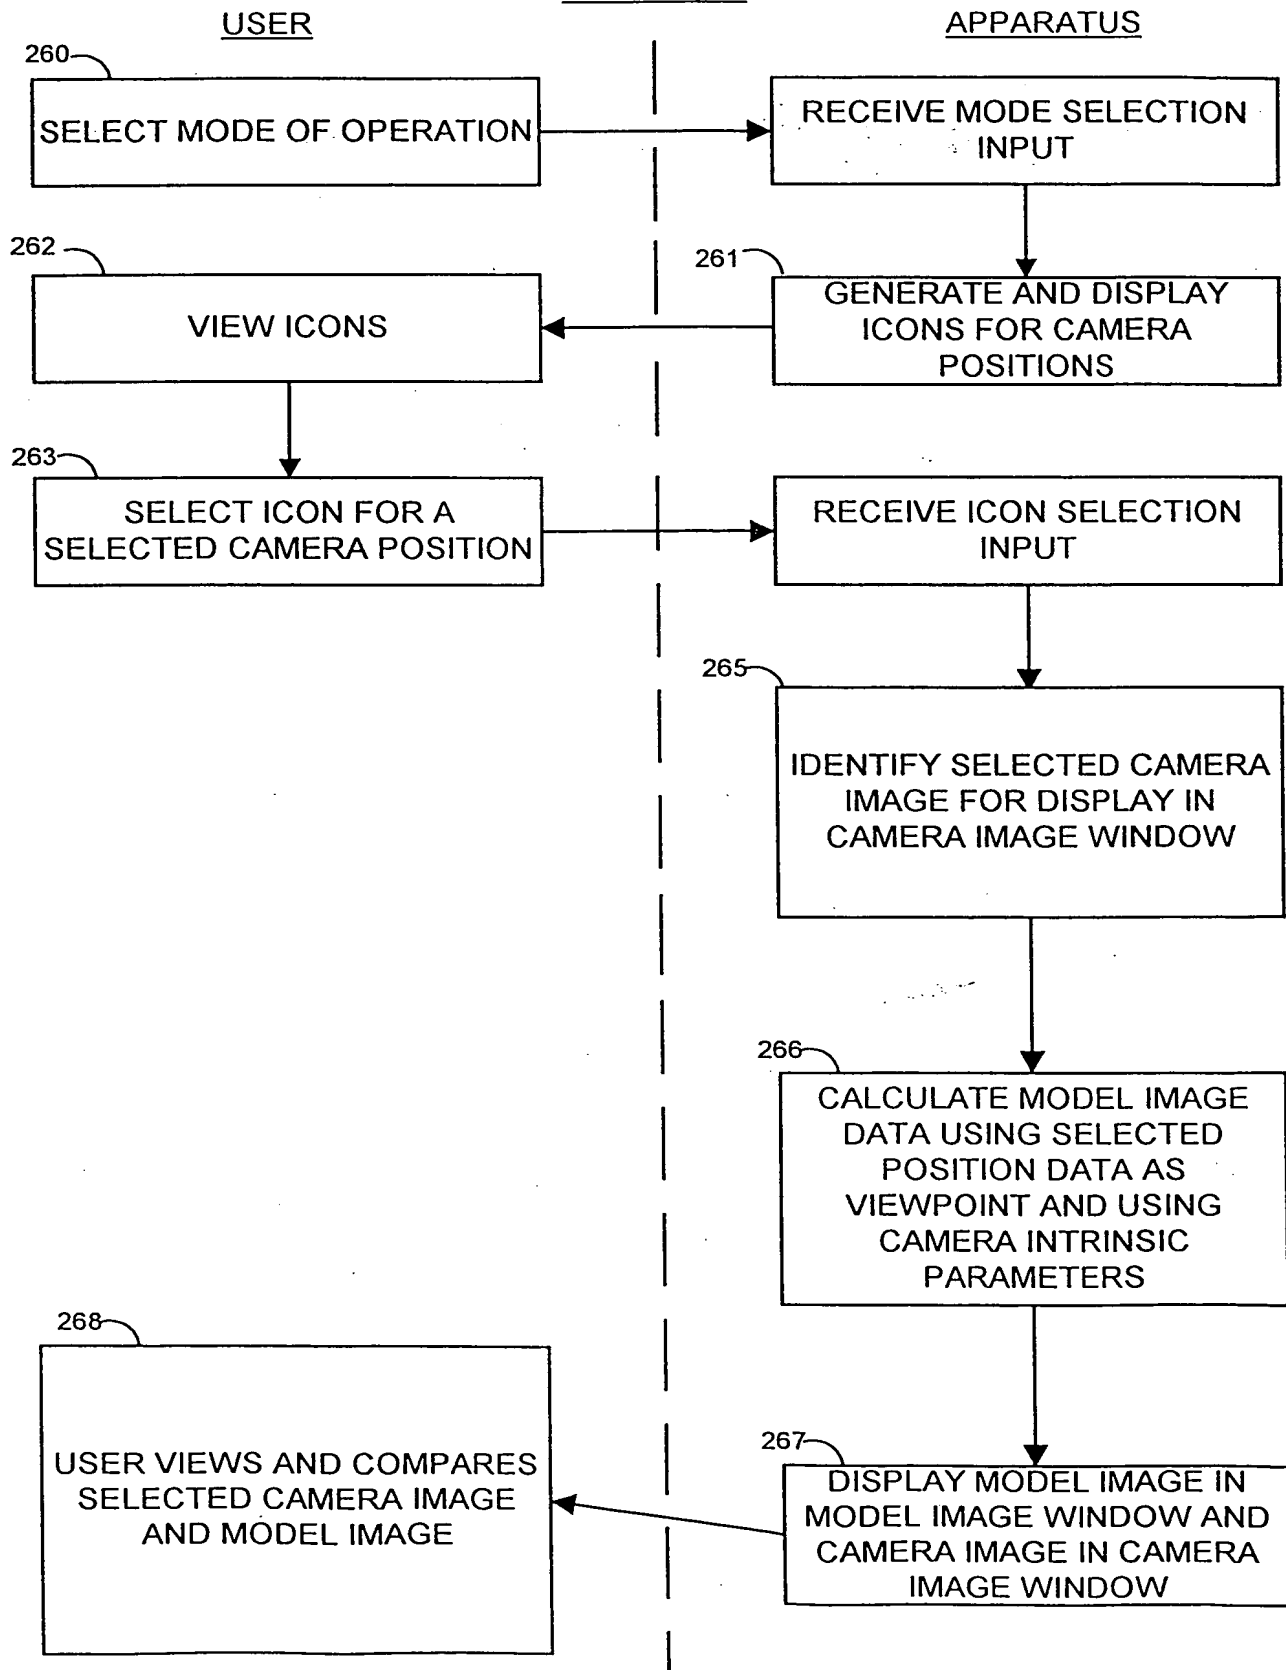 USER
APPARATUS
260
SELECT MODE OF OPERATION
RECEIVE MODE SELECTION
INPUT
262
VIEW ICONS
261
GENERATE AND DISPLAY
ICONS FOR CAMERA
POSITIONS
263
SELECT ICON FOR A
SELECTED CAMERA POSITION
RECEIVE ICON SELECTION
INPUT
265
IDENTIFY SELECTED CAMERA
IMAGE FOR DISPLAY IN
CAMERA IMAGE WINDOW
266
CALCULATE MODEL IMAGE
DATA USING SELECTED
POSITION DATA AS
VIEWPOINT AND USING
CAMERA INTRINSIC
PARAMETERS
267
DISPLAY MODEL IMAGE IN
MODEL IMAGE WINDOW AND
CAMERA IMAGE IN CAMERA
IMAGE WINDOW
268
USER VIEWS AND COMPARES
SELECTED CAMERA IMAGE
AND MODEL IMAGE